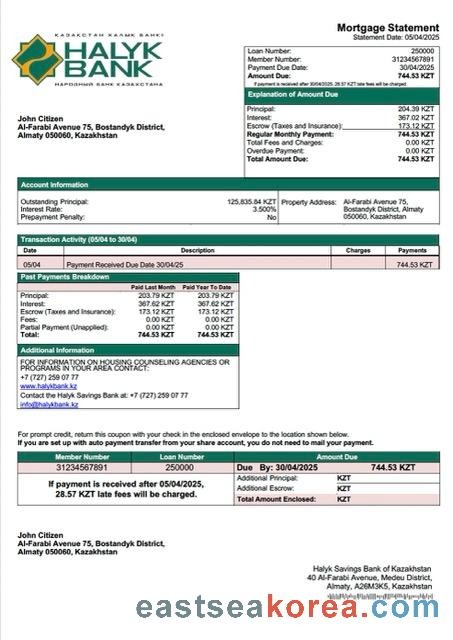 Mortgage Statement
Statement Date: 05/04/2025
ҚАЗАҚСТАН ХАЛЫҚ БАНКІ
HALYK
BANK
НАРОДНЫЙ БАНК КАЗАХСТАНА
Loan Number: 250000
Member Number: 31234567891
Payment Due Date: 30/04/2025
Amount Due: 744.53 KZT
If payment is received after 30/04/2025, 28.57 KZT late fees will be charged.
John Citizen
Al-Farabi Avenue 75, Bostandyk District,
Almaty 050060, Kazakhstan
Explanation of Amount Due
Principal: 204.39 KZT
Interest: 367.02 KZT
Escrow (Taxes and Insurance): 173.12 KZT
Regular Monthly Payment: 744.53 KZT
Total Fees and Charges: 0.00 KZT
Overdue Payment: 0.00 KZT
Total Amount Due: 744.53 KZT
Account Information
Outstanding Principal: 125,835.84 KZT
Interest Rate: 3.500%
Prepayment Penalty: No
Property Address: Al-Farabi Avenue 75,
Bostandyk District, Almaty
050060, Kazakhstan
Transaction Activity (05/04 to 30/04)
Date Description Charges Payments
05/04 Payment Received Due Date 30/04/25 744.53 KZT
Past Payments Breakdown
Paid Last Month Paid Year To Date
Principal: 203.79 KZT 203.79 KZT
Interest: 367.62 KZT 367.62 KZT
Escrow (Taxes and Insurance): 173.12 KZT 173.12 KZT
Fees: 0.00 KZT 0.00 KZT
Partial Payment (Unapplied): 0.00 KZT 0.00 KZT
Total: 744.53 KZT 744.53 KZT
Additional Information
FOR INFORMATION ON HOUSING COUNSELING AGENCIES OR
PROGRAMS IN YOUR AREA CONTACT:
+7 (727) 259 07 77
www.halykbank.kz
Contact the Halyk Savings Bank at: +7 (727) 259 07 77
info@halykbank.kz
For prompt credit, return this coupon with your check in the enclosed envelope to the location shown below.
If you are set up with auto payment transfer from your share account, you do not need to mail your payment.
Member Number Loan Number Amount Due
31234567891 250000 Due By: 30/04/2025 744.53 KZT
If payment is received after 05/04/2025,
28.57 KZT late fees will be charged.
Additional Principal: KZT
Additional Escrow: KZT
Total Amount Enclosed: KZT
John Citizen
Al-Farabi Avenue 75, Bostandyk District,
Almaty 050060, Kazakhstan
Halyk Savings Bank of Kazakhstan
40 Al-Farabi Avenue, Medeu District,
Almaty, A26M3K5, Kazakhstan
eastseakorea.com